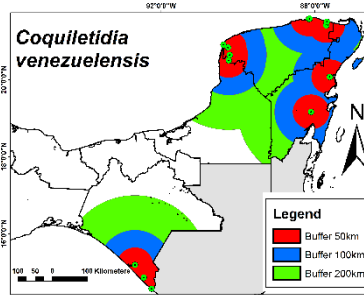 92°0'0"W 88°0'0"W
Coquiletidia
venezuelensis
20°0'0"N
18°0'0"N
16°0'0"N
N
100 50 0 100 Kilometers
Legend
Buffer 50km
Buffer 100km
Buffer 200km